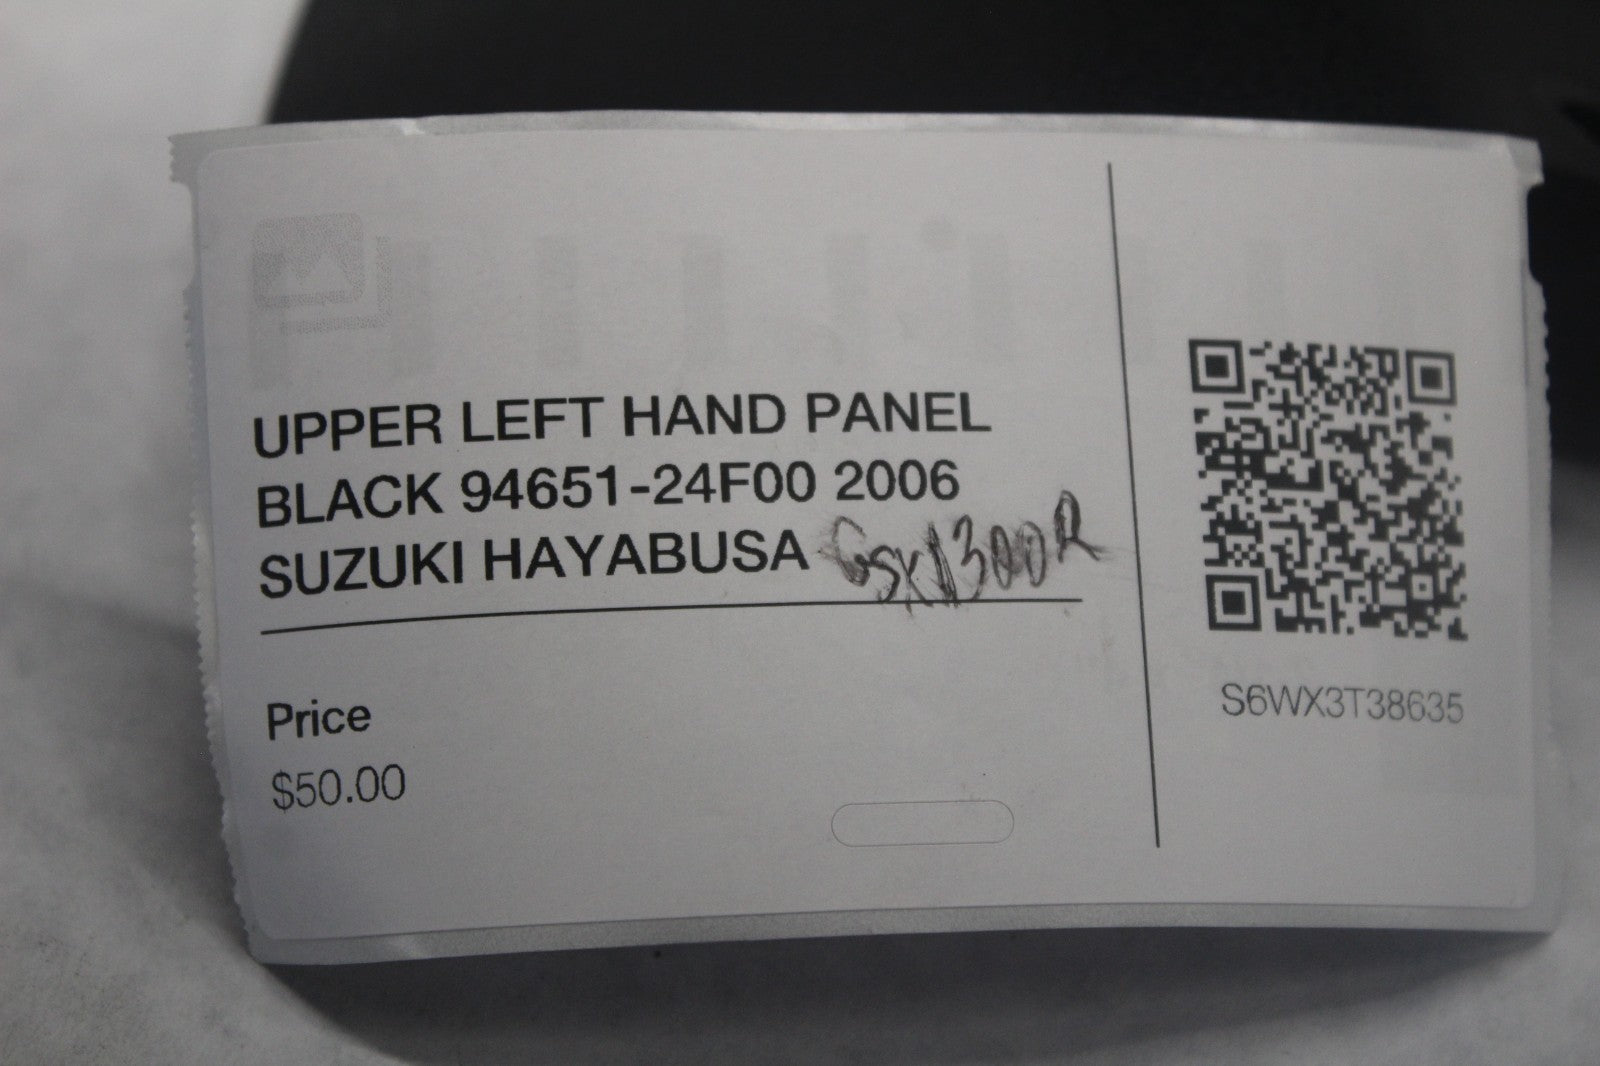 UPPER LEFT HAND PANEL
BLACK 94651-24F00 2006
SUZUKI HAYABUSA GSX1300R
Price
$50.00
S6WX3T38635